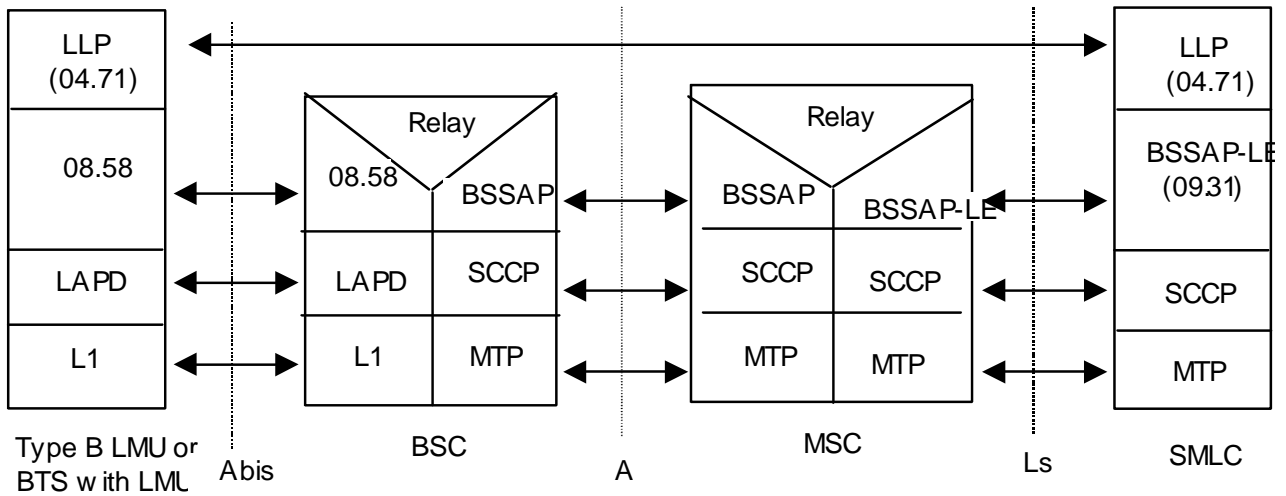 LLP
(04.71)
08.58
LAPD
L1
Type B LMU or
BTS with LMU
Abis
Relay
08.58
BSSAP
LAPD
SCCP
L1
MTP
BSC
A
Relay
BSSAP
BSSAP-LE
SCCP
SCCP
MTP
MTP
MSC
Ls
LLP
(04.71)
BSSAP-LE
(09.31)
SCCP
MTP
SMLC